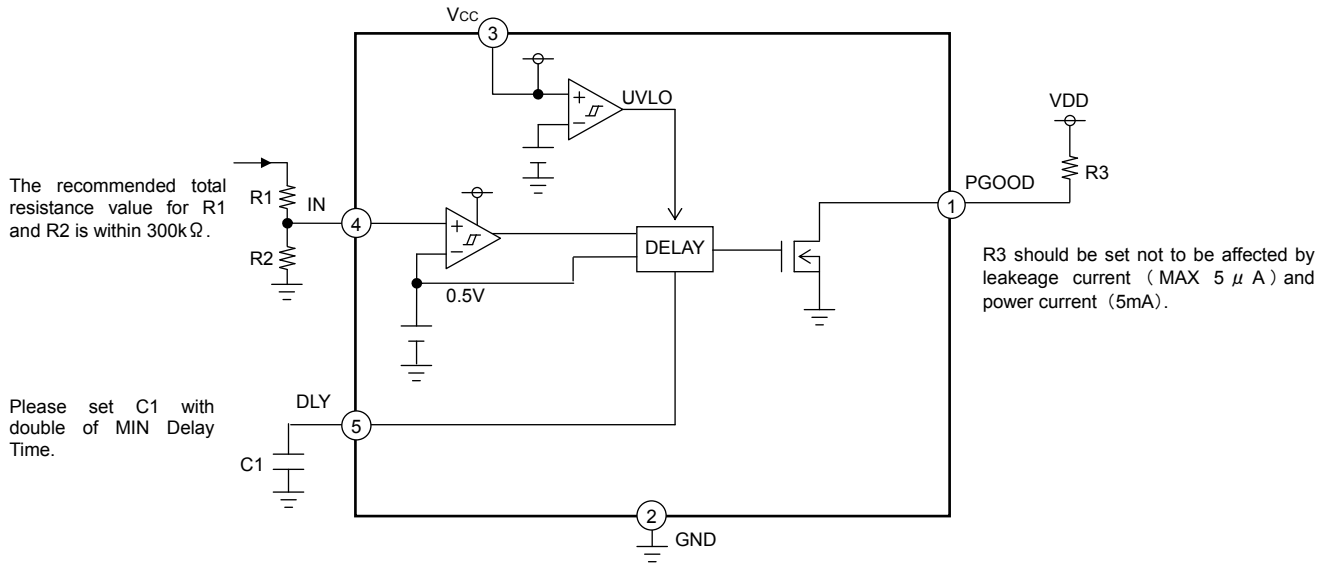 VCC
3
UVLO
VDD
R3
PGOOD
1
The recommended total
resistance value for R1
and R2 is within 300kΩ.
R1
IN
4
R2
+
−
+
−
0.5V
DELAY
R3 should be set not to be affected by
leakeage current（MAX 5μA）and
power current（5mA）.
Please set C1 with
double of MIN Delay
Time.
DLY
5
C1
2
GND